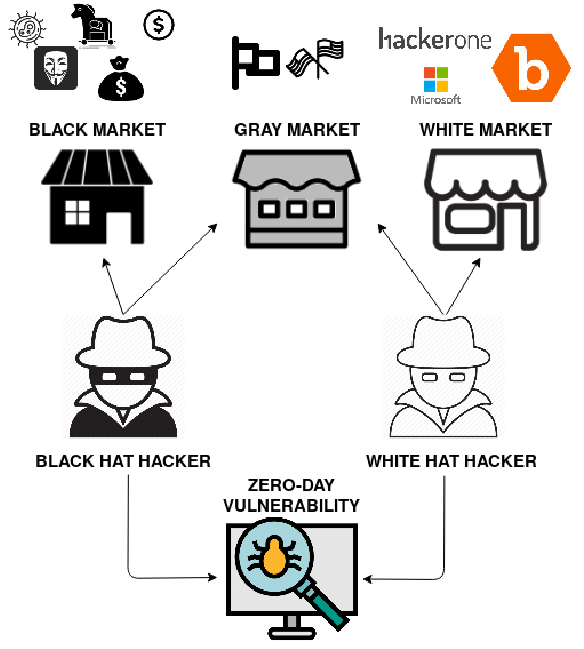 $
$
hackerone
b
Microsoft
BLACK MARKET
GRAY MARKET
WHITE MARKET
BLACK HAT HACKER
WHITE HAT HACKER
ZERO-DAY
VULNERABILITY